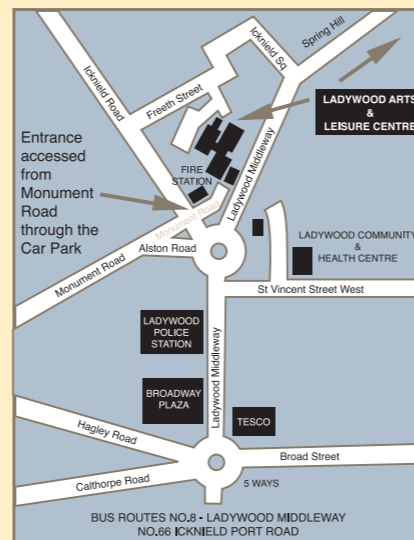 Icknield Sq
Spring Hill
Icknield Road
Freeth Street
LADYWOOD ARTS
&
LEISURE CENTRE
Entrance
accessed
from
Monument
Road
through the
Car Park
FIRE
STATION
Ladywood Middleway
Monument Road
Alston Road
LADYWOOD COMMUNITY
&
HEALTH CENTRE
Monument Road
St Vincent Street West
LADYWOOD
POLICE
STATION
Ladywood Middleway
BROADWAY
PLAZA
TESCO
Hagley Road
Broad Street
Calthorpe Road
5 WAYS
BUS ROUTES NO.8 - LADYWOOD MIDDLEWAY
NO.66 ICKNIELD PORT ROAD